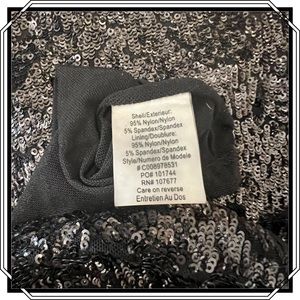 Shell/Exterieur:
95% Nylon/Nylon
5% Spandex/Spandex
Lining/Doublure:
95% Nylon/Nylon
5% Spandex/Spandex
Style/Numero de Modele
# C008978531
PO# 101744
RN# 107677
Care on reverse
Entretien Au Dos